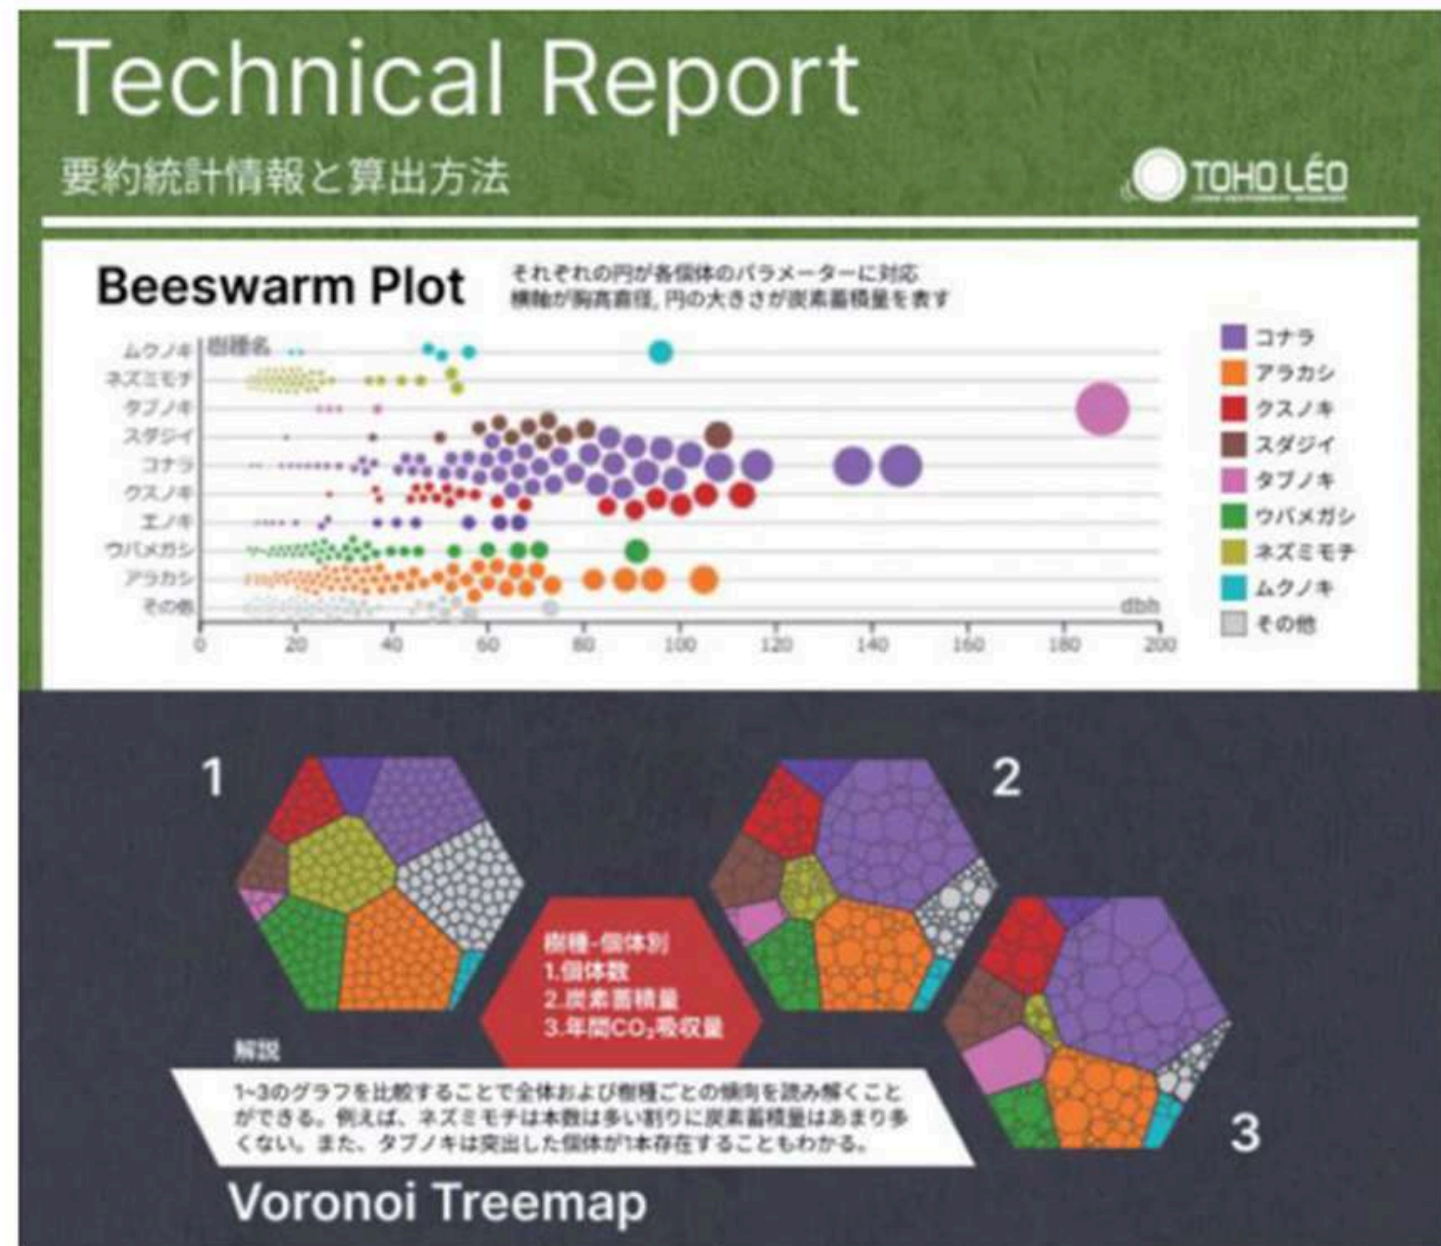 Technical Report
要約統計情報と算出方法
TOHO LÉO
Beeswarm Plot
それぞれの円が各個体のパラメーターに対応
横軸が胸高直径, 円の大きさが炭素蓄積量を表す
樹種名
ムクノキ
ネズミモチ
タブノキ
スダジイ
コナラ
クスノキ
エノキ
ウバメガシ
アラカシ
その他
dbh
0 20 40 60 80 100 120 140 160 180 200
コナラ
アラカシ
クスノキ
スダジイ
タブノキ
ウバメガシ
ネズミモチ
ムクノキ
その他
1
2
樹種-個体別
1.個体数
2.炭素蓄積量
3.年間CO₂吸収量
3
解説
1~3のグラフを比較することで全体および樹種ごとの傾向を読み解くこと
ができる。例えば、ネズミモチは本数は多い割りに炭素蓄積量はあまり多
くない。また、タブノキは突出した個体が1本存在することもわかる。
Voronoi Treemap